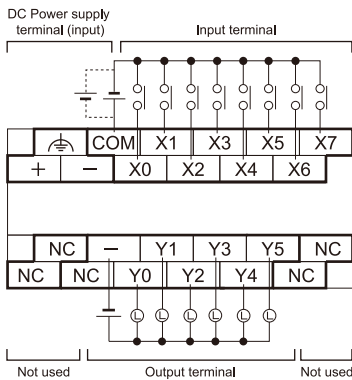 DC Power supply
terminal (input)
Input terminal
COM X1 X3 X5 X7
+ − X0 X2 X4 X6
NC − Y1 Y3 Y5 NC
NC NC Y0 Y2 Y4 NC
L L L L L L
Not used
Output terminal
Not used